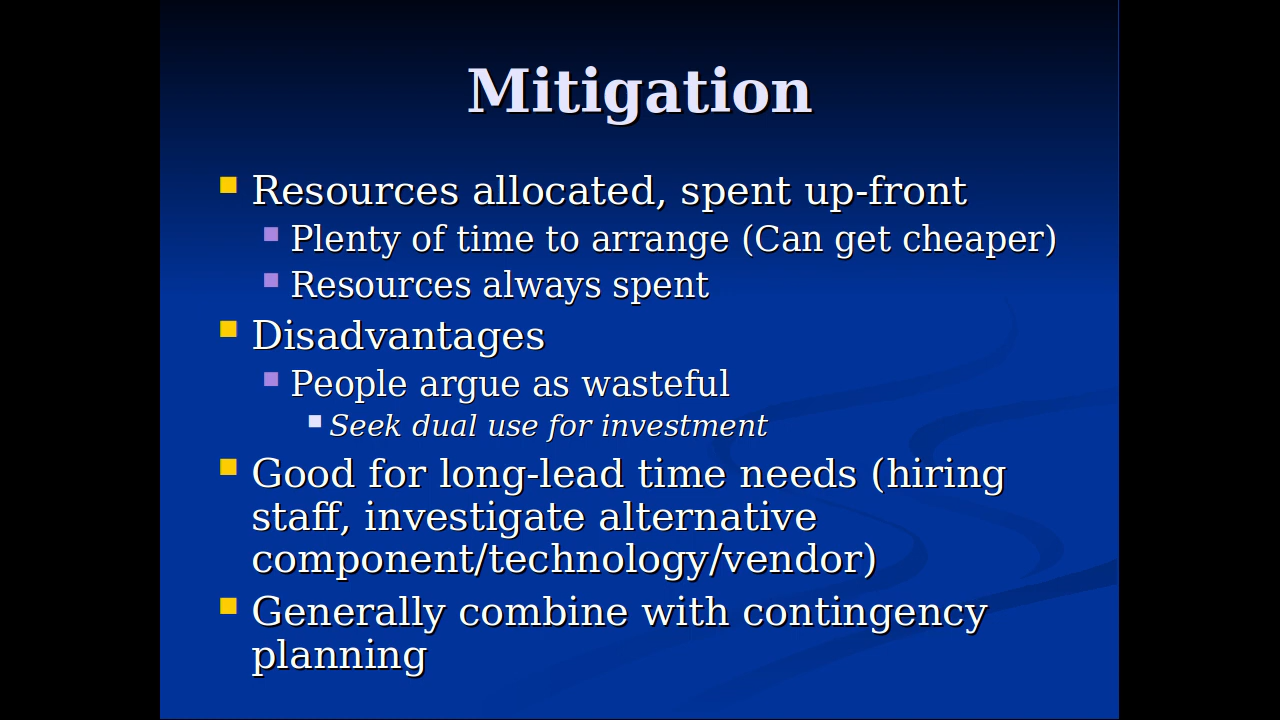 Mitigation
Resources allocated, spent up-front
Plenty of time to arrange (Can get cheaper)
Resources always spent
Disadvantages
People argue as wasteful
Seek dual use for investment
Good for long-lead time needs (hiring
staff, investigate alternative
component/technology/vendor)
Generally combine with contingency
planning